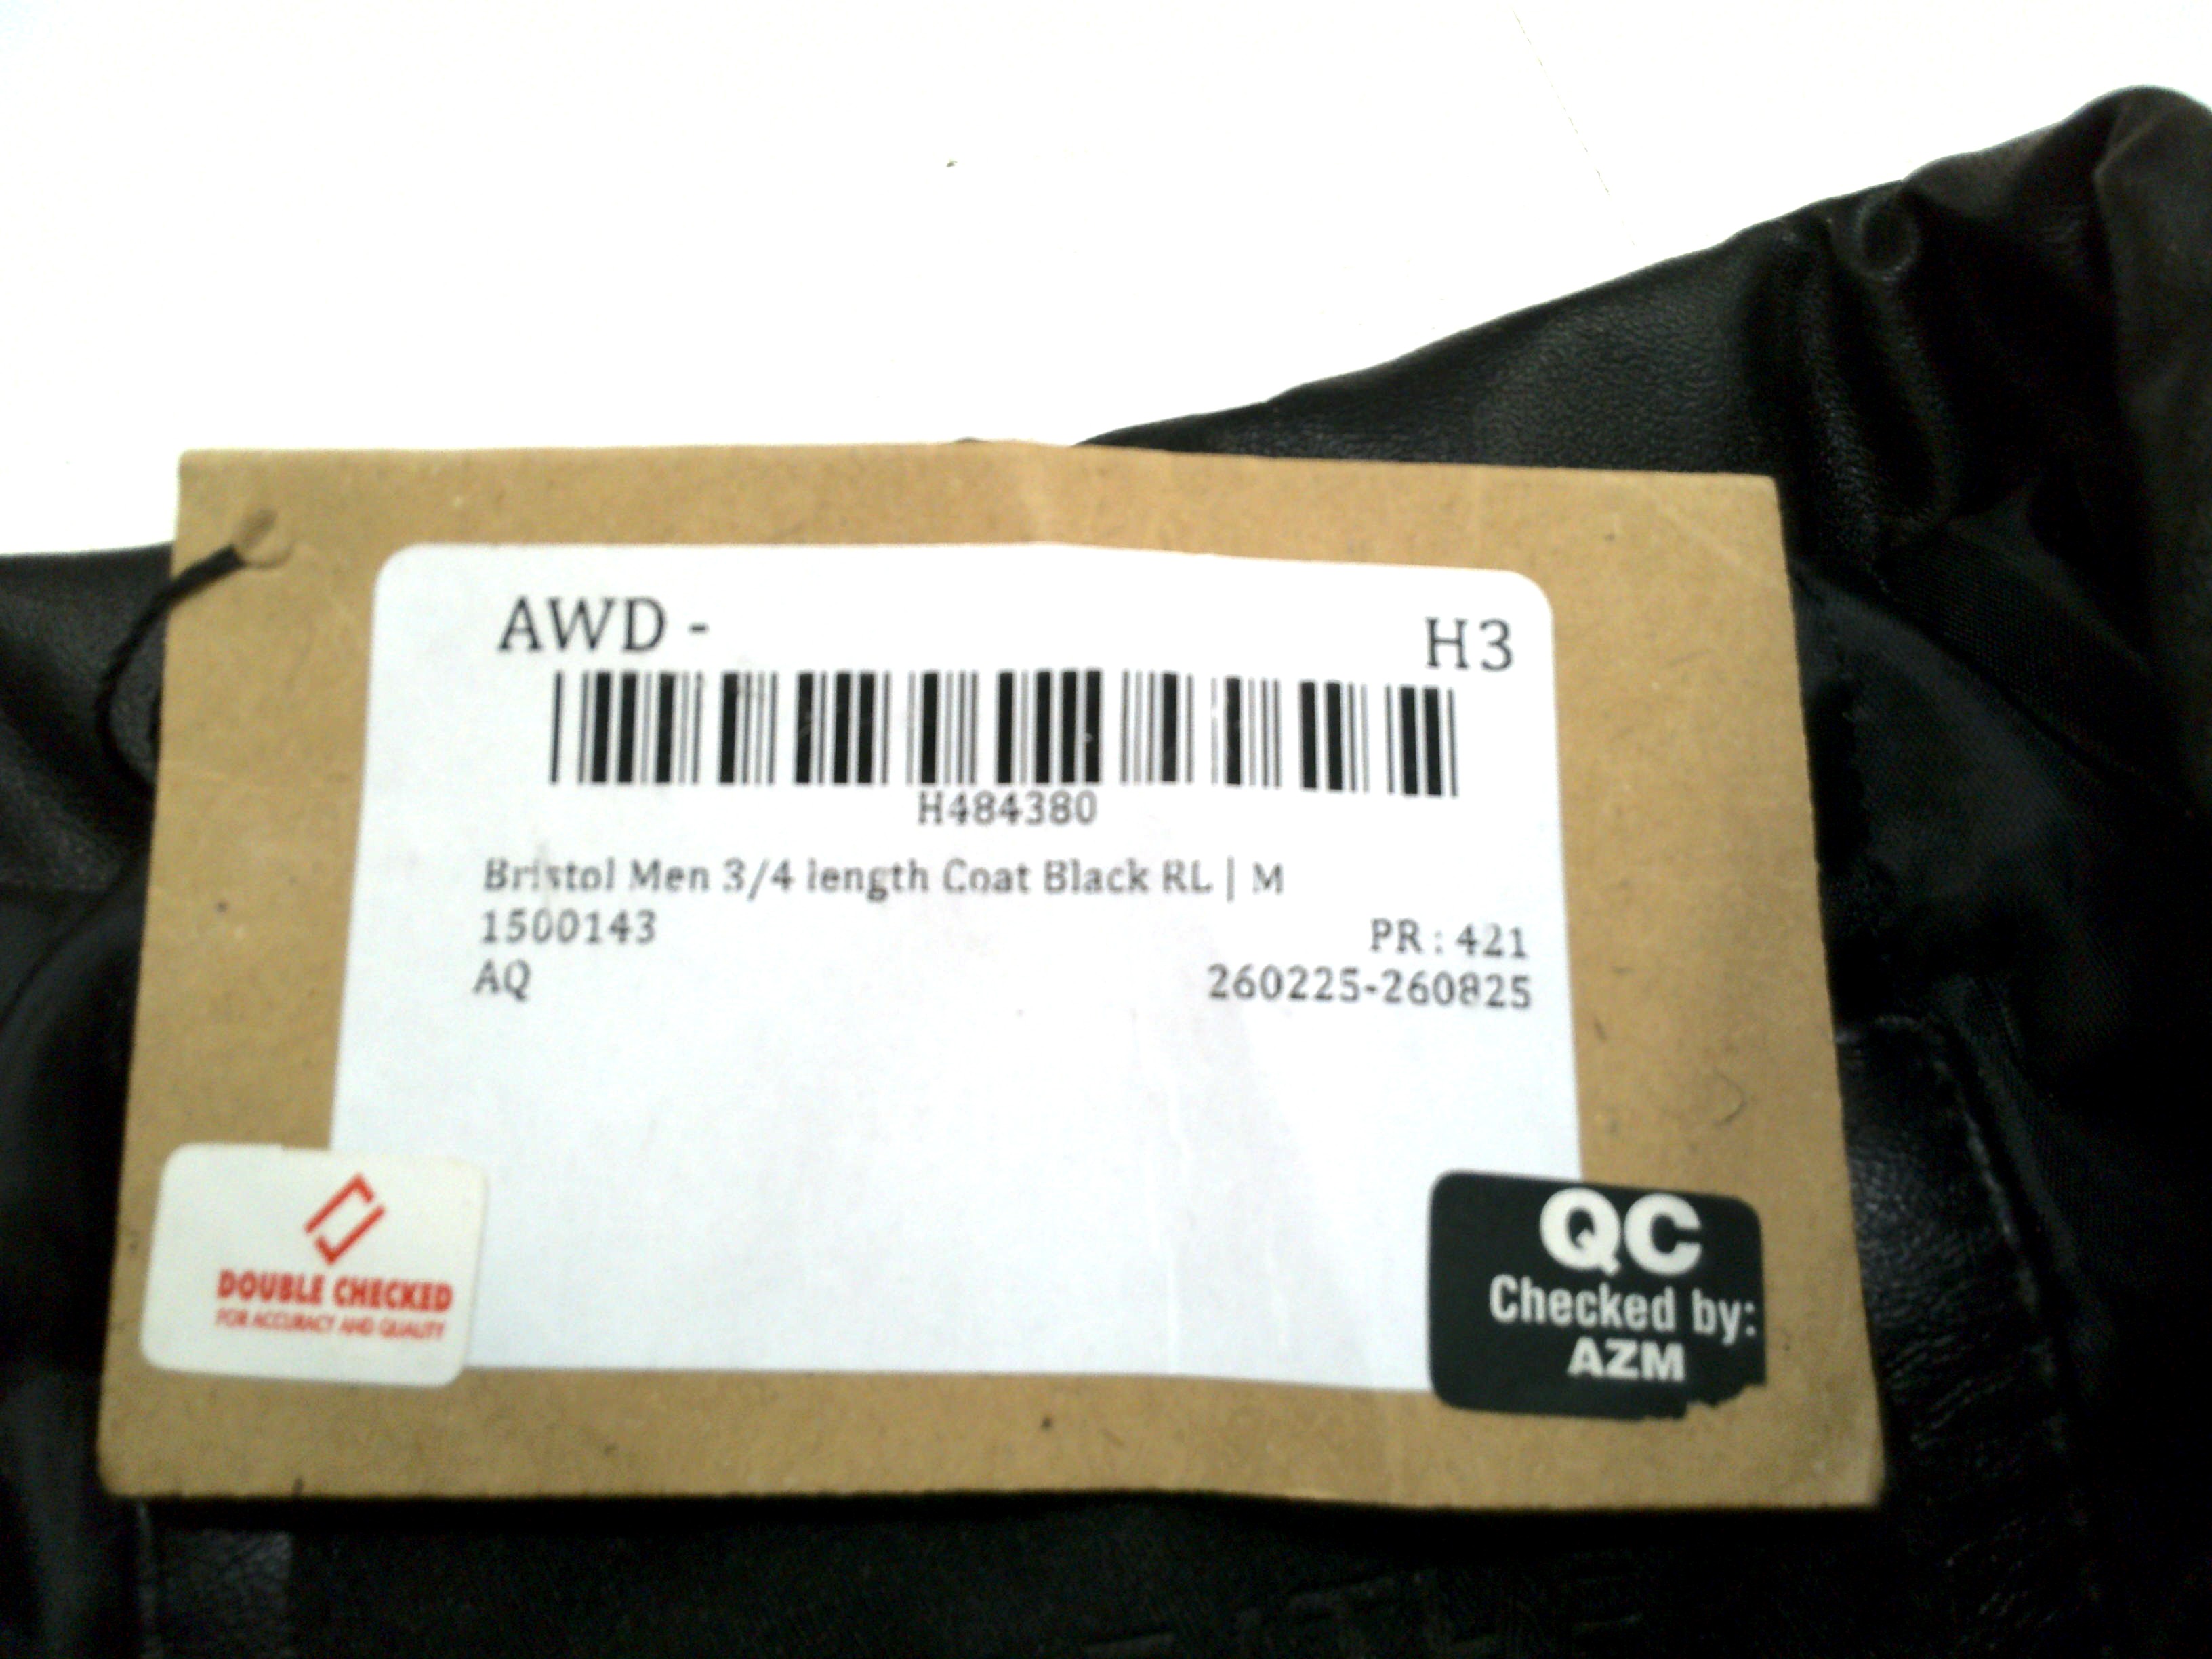 AWD - H3
H484380
Bristol Men 3/4 length Coat Black RL | M
1500143 PR : 421
AQ 260225-260825
DOUBLE CHECKED
FOR ACCURACY AND QUALITY
QC
Checked by:
AZM